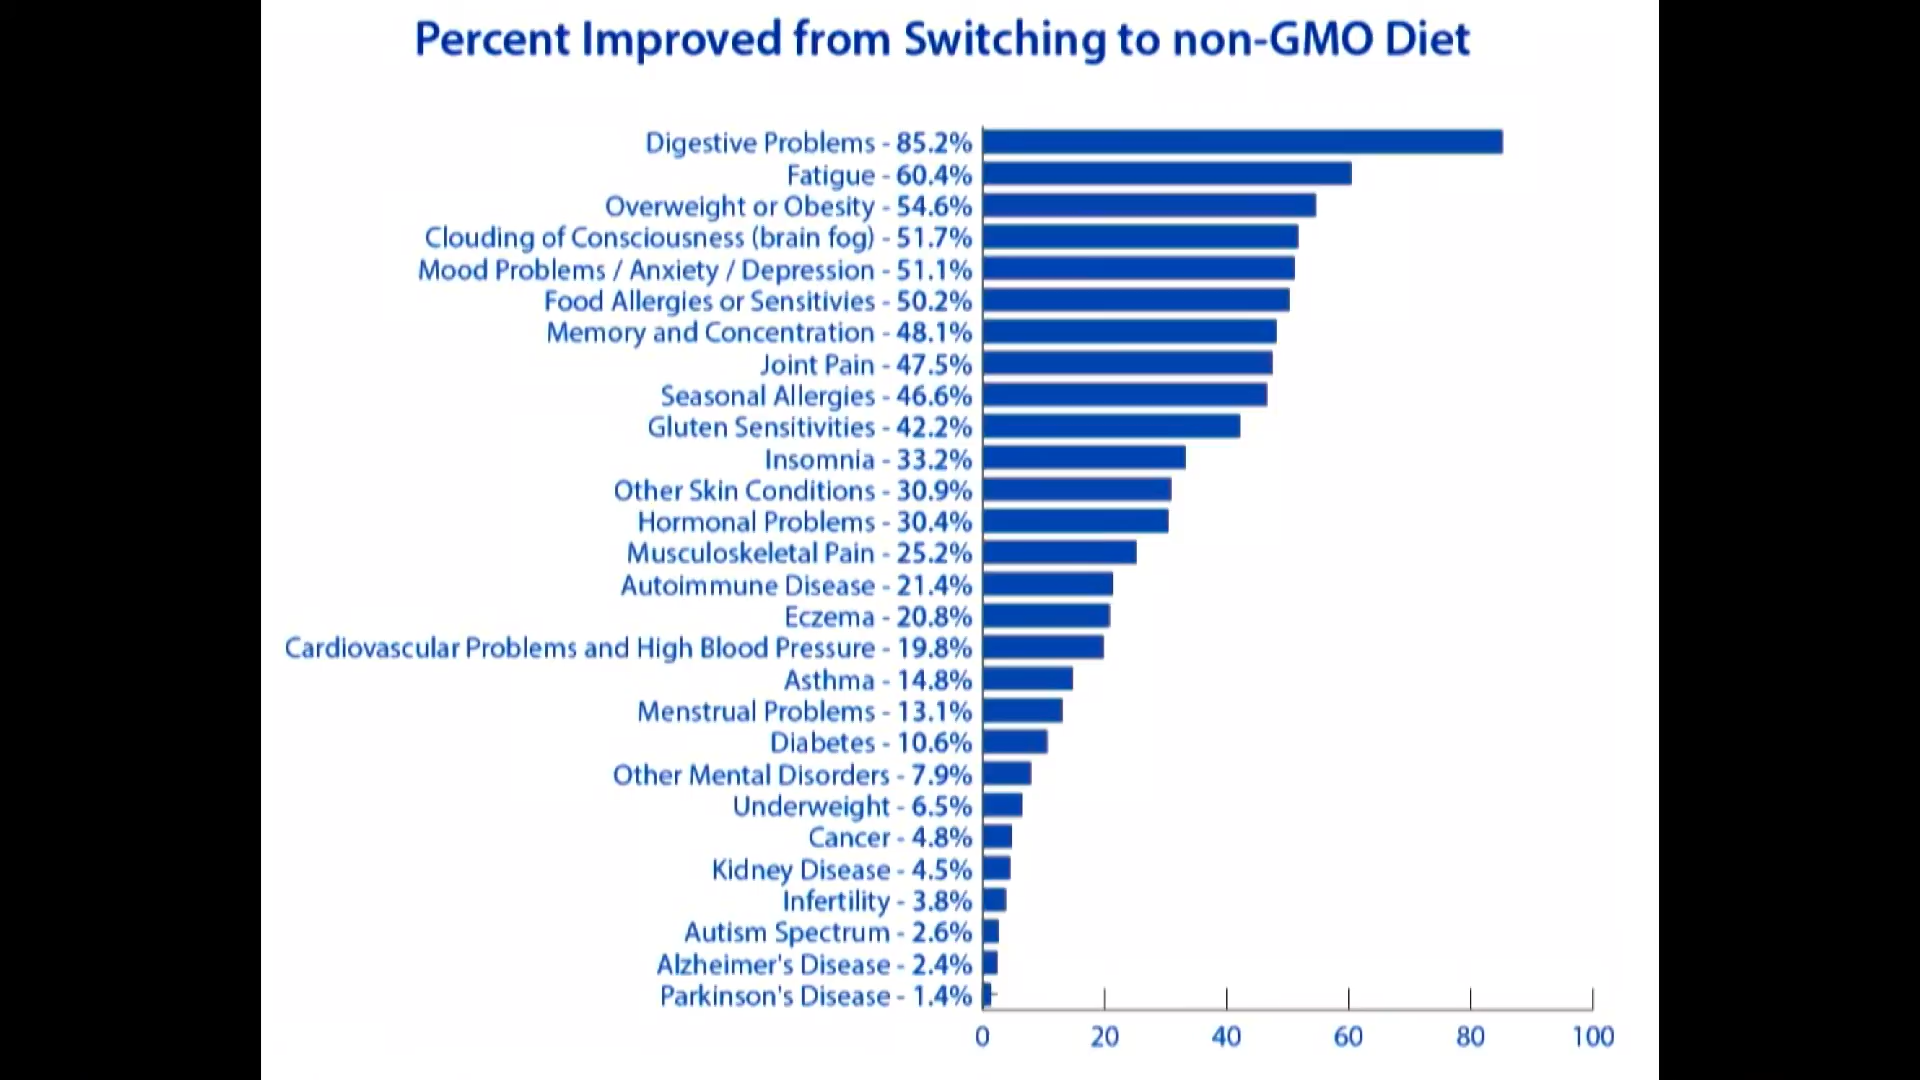 Percent Improved from Switching to non-GMO Diet
Digestive Problems - 85.2%
Fatigue - 60.4%
Overweight or Obesity - 54.6%
Clouding of Consciousness (brain fog) - 51.7%
Mood Problems / Anxiety / Depression - 51.1%
Food Allergies or Sensitivies - 50.2%
Memory and Concentration - 48.1%
Joint Pain - 47.5%
Seasonal Allergies - 46.6%
Gluten Sensitivities - 42.2%
Insomnia - 33.2%
Other Skin Conditions - 30.9%
Hormonal Problems - 30.4%
Musculoskeletal Pain - 25.2%
Autoimmune Disease - 21.4%
Eczema - 20.8%
Cardiovascular Problems and High Blood Pressure - 19.8%
Asthma - 14.8%
Menstrual Problems - 13.1%
Diabetes - 10.6%
Other Mental Disorders - 7.9%
Underweight - 6.5%
Cancer - 4.8%
Kidney Disease - 4.5%
Infertility - 3.8%
Autism Spectrum - 2.6%
Alzheimer's Disease - 2.4%
Parkinson's Disease - 1.4%
0 20 40 60 80 100